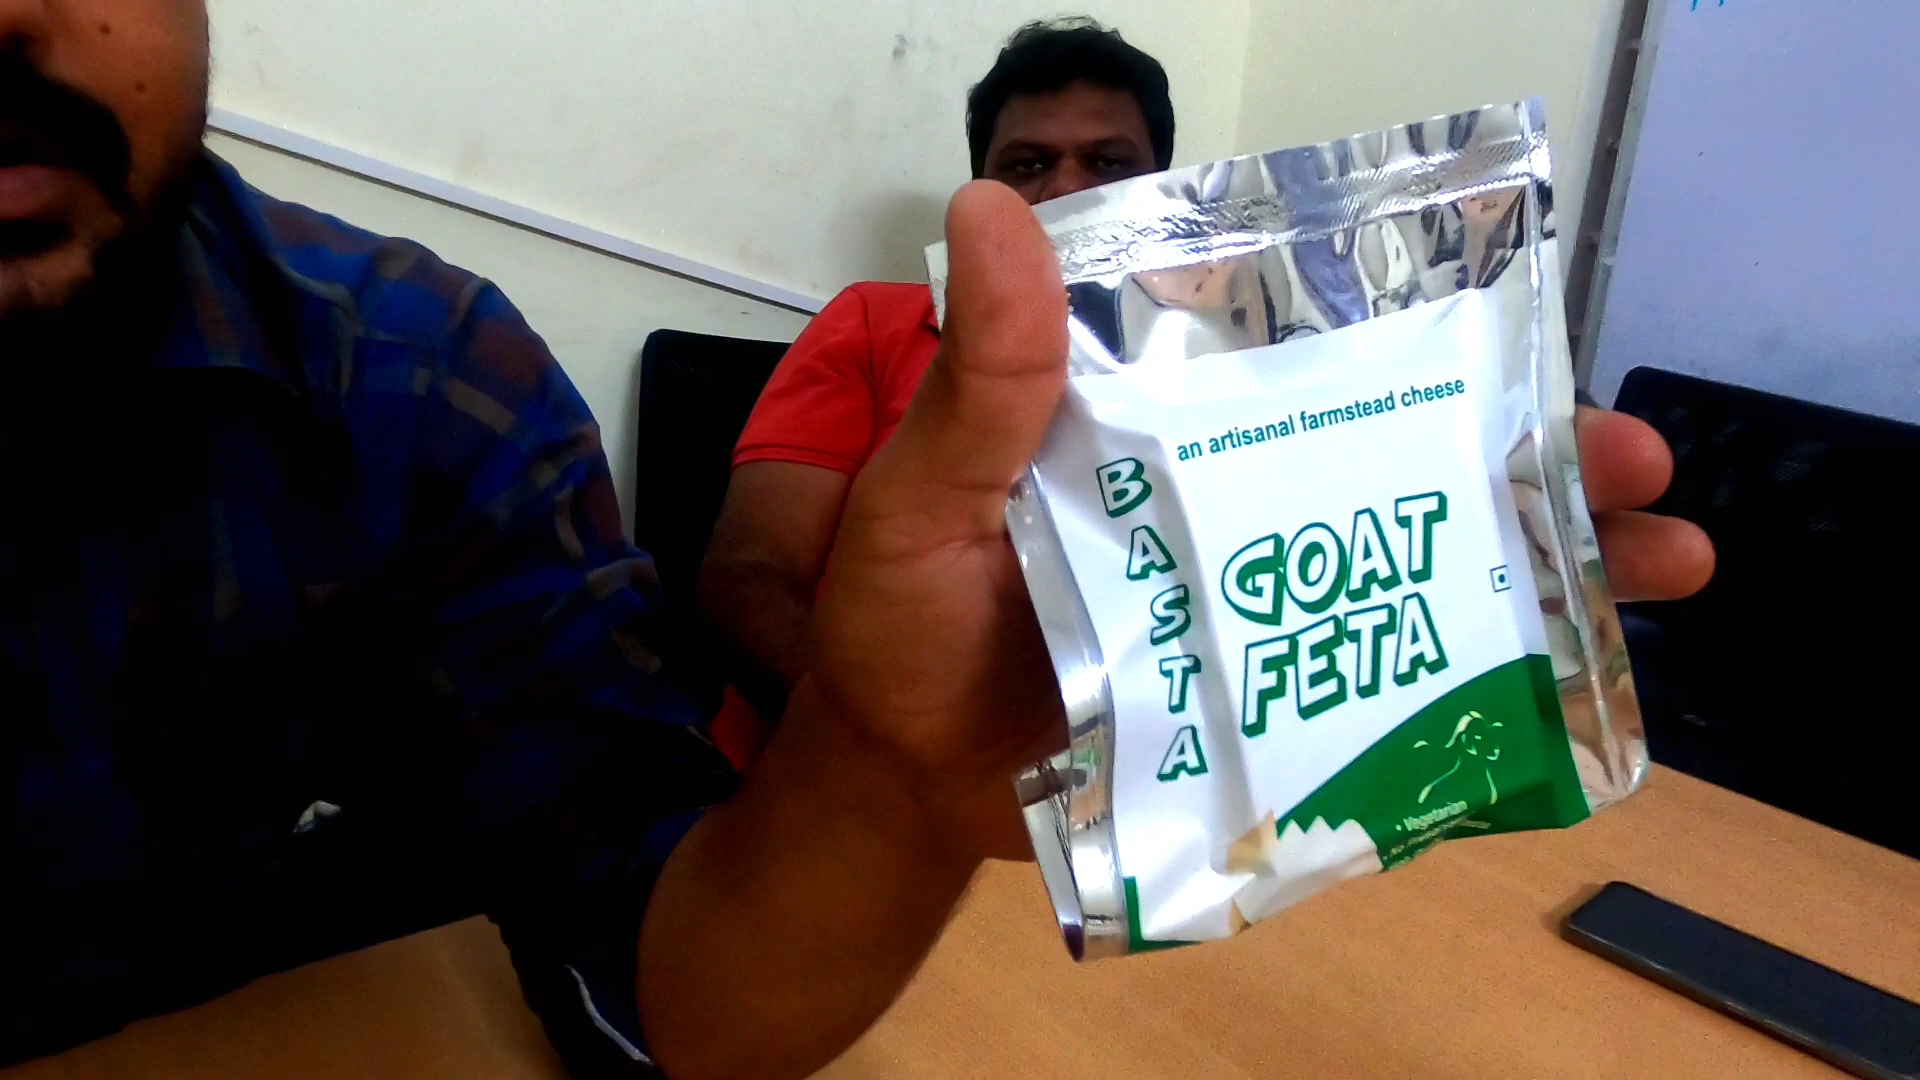 an artisanal farmstead cheese
BASTA
GOAT
FETA
• Vegetarian